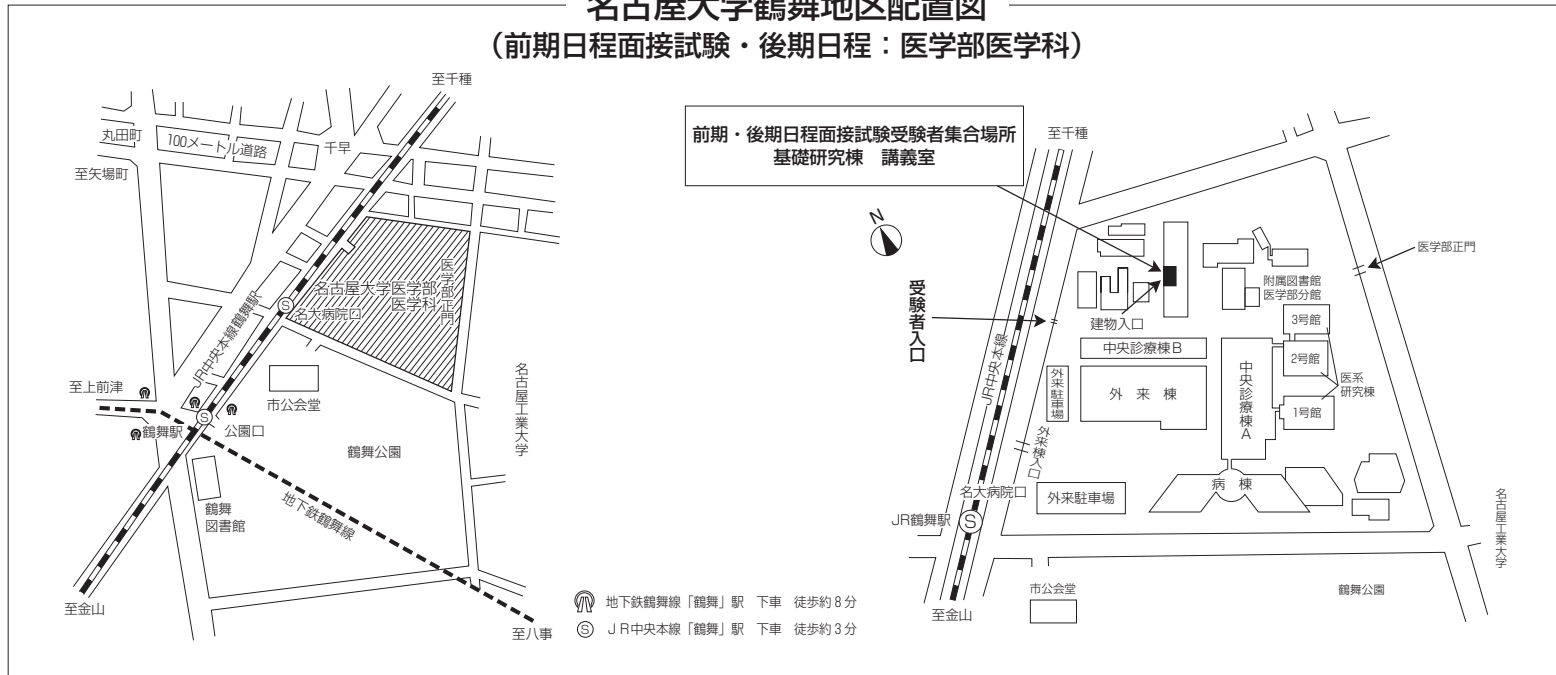 名古屋大学鶴舞地区配置図
（前期日程面接試験・後期日程：医学部医学科）
至千種
丸田町
100メートル道路
千早
至矢場町
医学部正門
名古屋大学医学部
医学科
名大病院口
JR中央本線鶴舞駅
至上前津
市公会堂
名古屋工業大学
鶴舞駅
公園口
鶴舞公園
鶴舞
図書館
地下鉄鶴舞線
至金山
至八事
地下鉄鶴舞線「鶴舞」駅　下車　徒歩約８分
Ｓ ＪＲ中央本線「鶴舞」駅　下車　徒歩約３分
前期・後期日程面接試験受験者集合場所
基礎研究棟　講義室
至千種
N
受験者入口
医学部正門
附属図書館
医学部分館
建物入口
3号館
中央診療棟B
2号館
医系
研究棟
JR中央本線
外来駐車場
外　来　棟
中央診療棟A
1号館
外来棟入口
病　棟
名大病院口
外来駐車場
JR鶴舞駅
S
名古屋工業大学
市公会堂
鶴舞公園
至金山